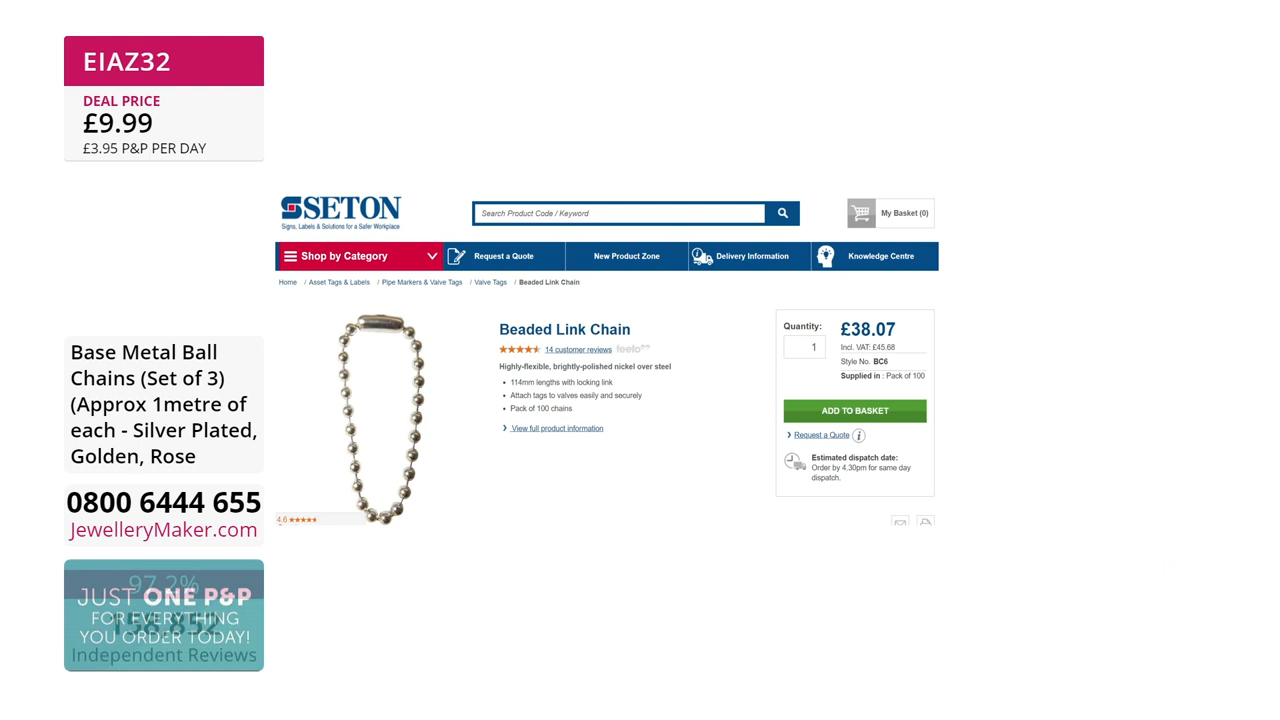 EIAZ32
DEAL PRICE
£9.99
£3.95 P&P PER DAY
Base Metal Ball
Chains (Set of 3)
(Approx 1metre of
each - Silver Plated,
Golden, Rose
0800 6444 655
JewelleryMaker.com
97.2%
JUST ONE P&P
FOR EVERYTHING
YOU ORDER TODAY!
Independent Reviews
SETON
Signs, Labels & Solutions for a Safer Workplace
Search Product Code / Keyword
My Basket (0)
Shop by Category
Request a Quote
New Product Zone
Delivery Information
Knowledge Centre
Home / Asset Tags & Labels / Pipe Markers & Valve Tags / Valve Tags / Beaded Link Chain
Beaded Link Chain
14 customer reviews feefo
Highly-flexible, brightly-polished nickel over steel
• 114mm lengths with locking link
• Attach tags to valves easily and securely
• Pack of 100 chains
View full product information
4.6
Quantity:
1
£38.07
Incl. VAT: £45.68
Style No. BC6
Supplied in : Pack of 100
ADD TO BASKET
Request a Quote i
Estimated dispatch date:
Order by 4.30pm for same day
dispatch.